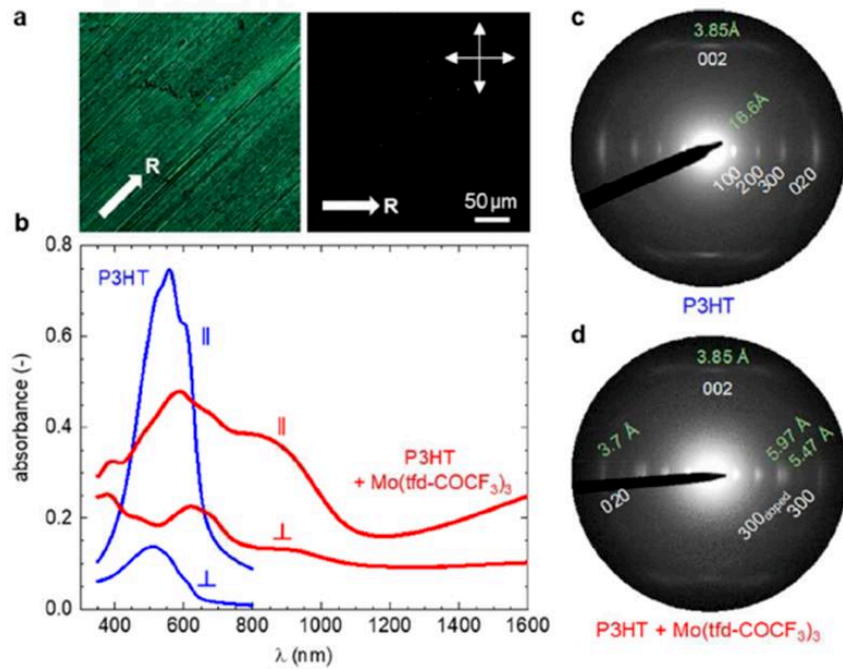 a
R
R
50 µm
b
P3HT
||
||
⊥
⊥
P3HT
+ Mo(tfd-COCF₃)₃
absorbance (-)
0.8
0.6
0.4
0.2
0.0
400 600 800 1000 1200 1400 1600
λ (nm)
c
3.85Å
002
16.6Å
100
200
300
020
P3HT
d
3.85 Å
002
3.7 Å
5.97 Å
5.47 Å
020
300doped
300
P3HT + Mo(tfd-COCF₃)₃